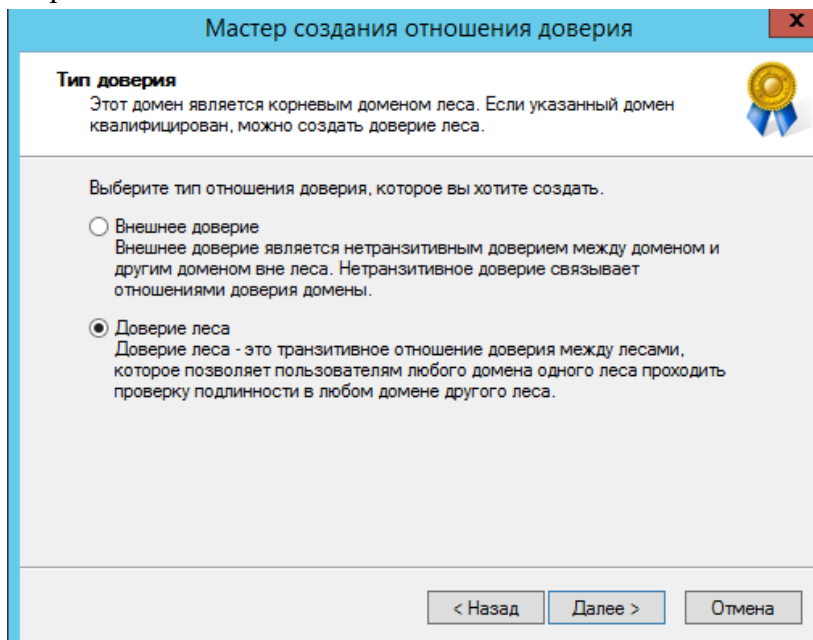 Мастер создания отношения доверия
x
Тип доверия
Этот домен является корневым доменом леса. Если указанный домен
квалифицирован, можно создать доверие леса.
Выберите тип отношения доверия, которое вы хотите создать.
Внешнее доверие
Внешнее доверие является нетранзитивным доверием между доменом и
другим доменом вне леса. Нетранзитивное доверие связывает
отношениями доверия домены.
Доверие леса
Доверие леса - это транзитивное отношение доверия между лесами,
которое позволяет пользователям любого домена одного леса проходить
проверку подлинности в любом домене другого леса.
< Назад Далее > Отмена